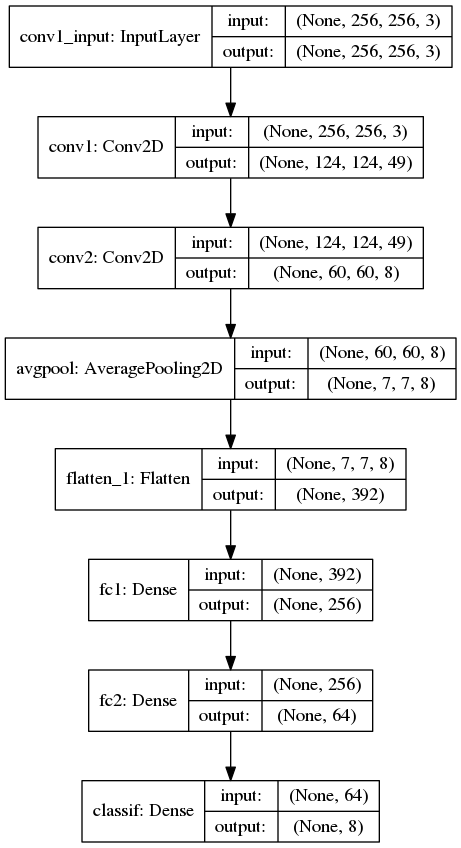 conv1_input: InputLayer
input: (None, 256, 256, 3)
output: (None, 256, 256, 3)
conv1: Conv2D
input: (None, 256, 256, 3)
output: (None, 124, 124, 49)
conv2: Conv2D
input: (None, 124, 124, 49)
output: (None, 60, 60, 8)
avgpool: AveragePooling2D
input: (None, 60, 60, 8)
output: (None, 7, 7, 8)
flatten_1: Flatten
input: (None, 7, 7, 8)
output: (None, 392)
fc1: Dense
input: (None, 392)
output: (None, 256)
fc2: Dense
input: (None, 256)
output: (None, 64)
classif: Dense
input: (None, 64)
output: (None, 8)